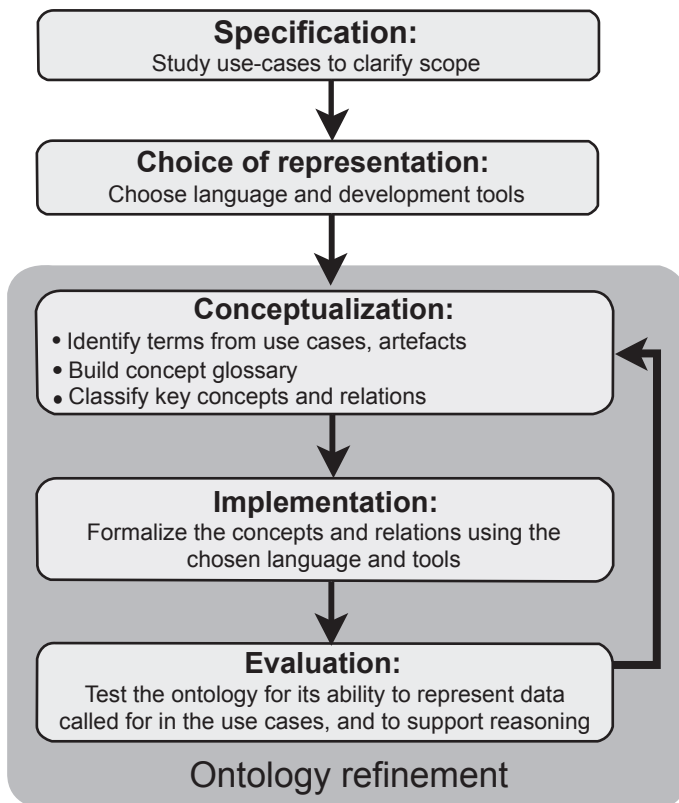 Specification:
Study use-cases to clarify scope
Choice of representation:
Choose language and development tools
Conceptualization:
• Identify terms from use cases, artefacts
• Build concept glossary
• Classify key concepts and relations
Implementation:
Formalize the concepts and relations using the
chosen language and tools
Evaluation:
Test the ontology for its ability to represent data
called for in the use cases, and to support reasoning
Ontology refinement